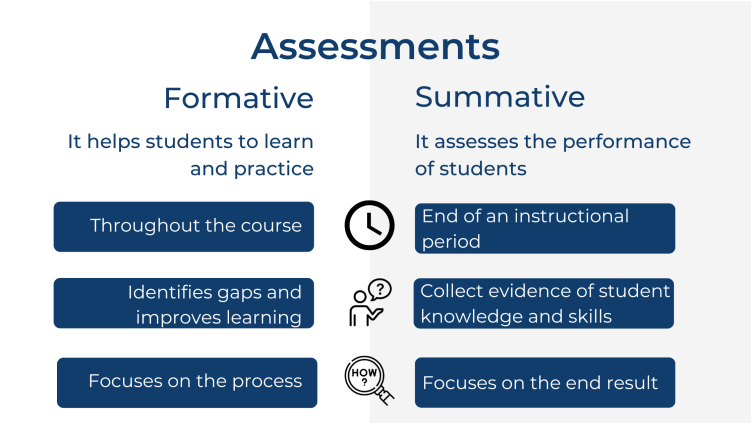 Assessments
Formative
Summative
It helps students to learn
and practice
It assesses the performance
of students
Throughout the course
End of an instructional
period
Identifies gaps and
improves learning
?
Collect evidence of student
knowledge and skills
Focuses on the process
HOW
?
Focuses on the end result